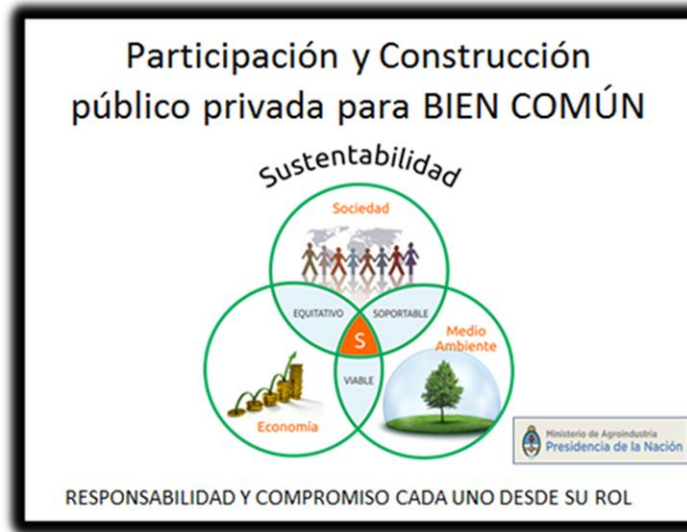 Participación y Construcción
público privada para BIEN COMÚN
Sustentabilidad
Sociedad
EQUITATIVO
SOPORTABLE
S
Medio
Ambiente
VIABLE
Economía
Ministerio de Agroindustria
Presidencia de la Nación
RESPONSABILIDAD Y COMPROMISO CADA UNO DESDE SU ROL